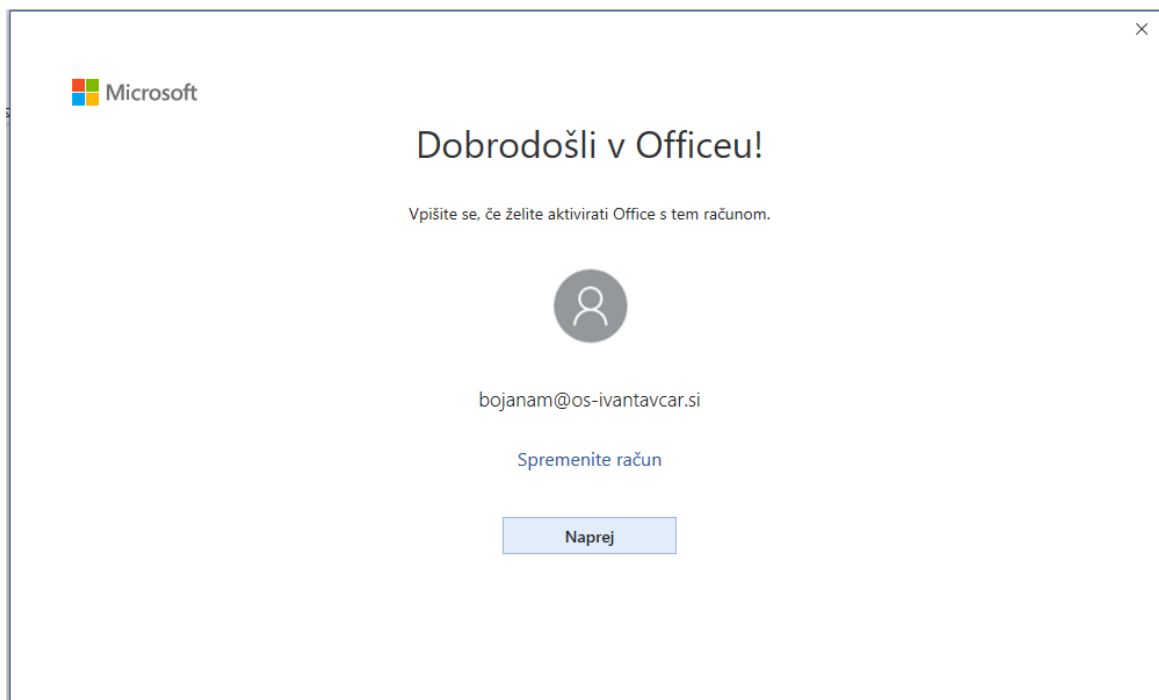 Microsoft
Dobrodošli v Officeu!
Vpišite se, če želite aktivirati Office s tem računom.
bojanam@os-ivantavcar.si
Spremenite račun
Naprej